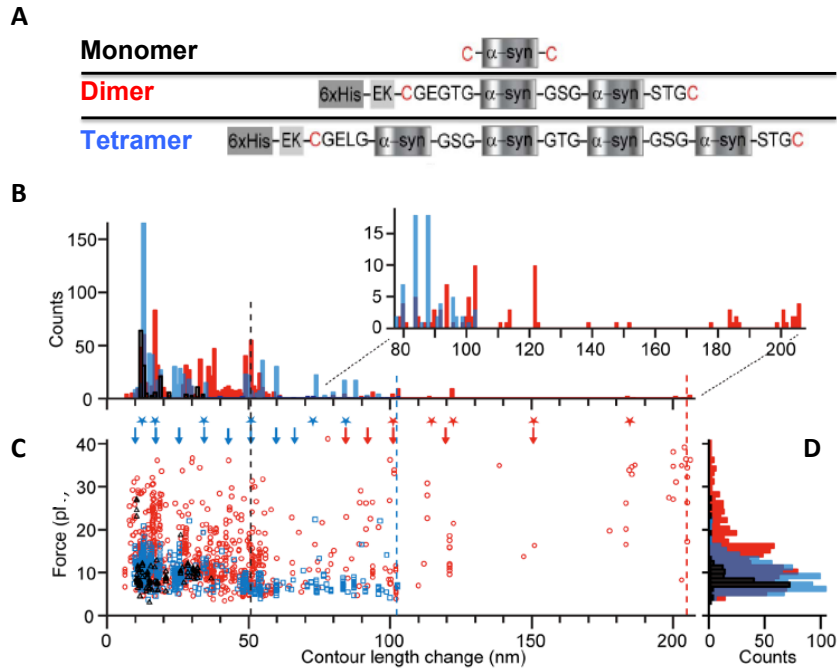 A
Monomer
C-α-syn-C
Dimer
6xHis-EK-CGEGTG-α-syn-GSG-α-syn-STGC
Tetramer
6xHis-EK-CGELG-α-syn-GSG-α-syn-GTG-α-syn-GSG-α-syn-STGC
B
150
100
50
0
Counts
15
10
5
0
80 100 120 140 160 180 200
C
D
40
30
20
10
0
Force (pl
0 50 100 150 200
Contour length change (nm)
0 50 100
Counts